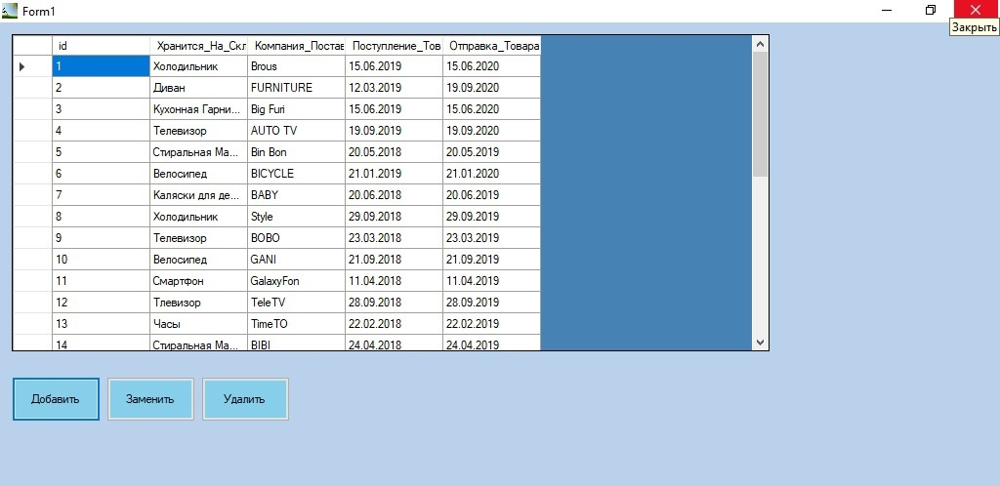 Form1
Закрыть
id Хранится_На_Скл Компания_Постав Поступление_Тов Отправка_Товара
1 Холодильник Brous 15.06.2019 15.06.2020
2 Диван FURNITURE 12.03.2019 19.09.2020
3 Кухонная Гарни... Big Furi 15.06.2019 15.06.2020
4 Телевизор AUTO TV 19.09.2019 19.09.2020
5 Стиральная Ма... Bin Bon 20.05.2018 20.05.2019
6 Велосипед BICYCLE 21.01.2019 21.01.2020
7 Каляски для де... BABY 20.06.2018 20.06.2019
8 Холодильник Style 29.09.2018 29.09.2019
9 Телевизор BOBO 23.03.2018 23.03.2019
10 Велосипед GANI 21.09.2018 21.09.2019
11 Смартфон GalaxyFon 11.04.2018 11.04.2019
12 Тлевизор TeleTV 28.09.2018 28.09.2019
13 Часы TimeTO 22.02.2018 22.02.2019
14 Стиральная Ма... BIBI 24.04.2018 24.04.2019
Добавить Заменить Удалить